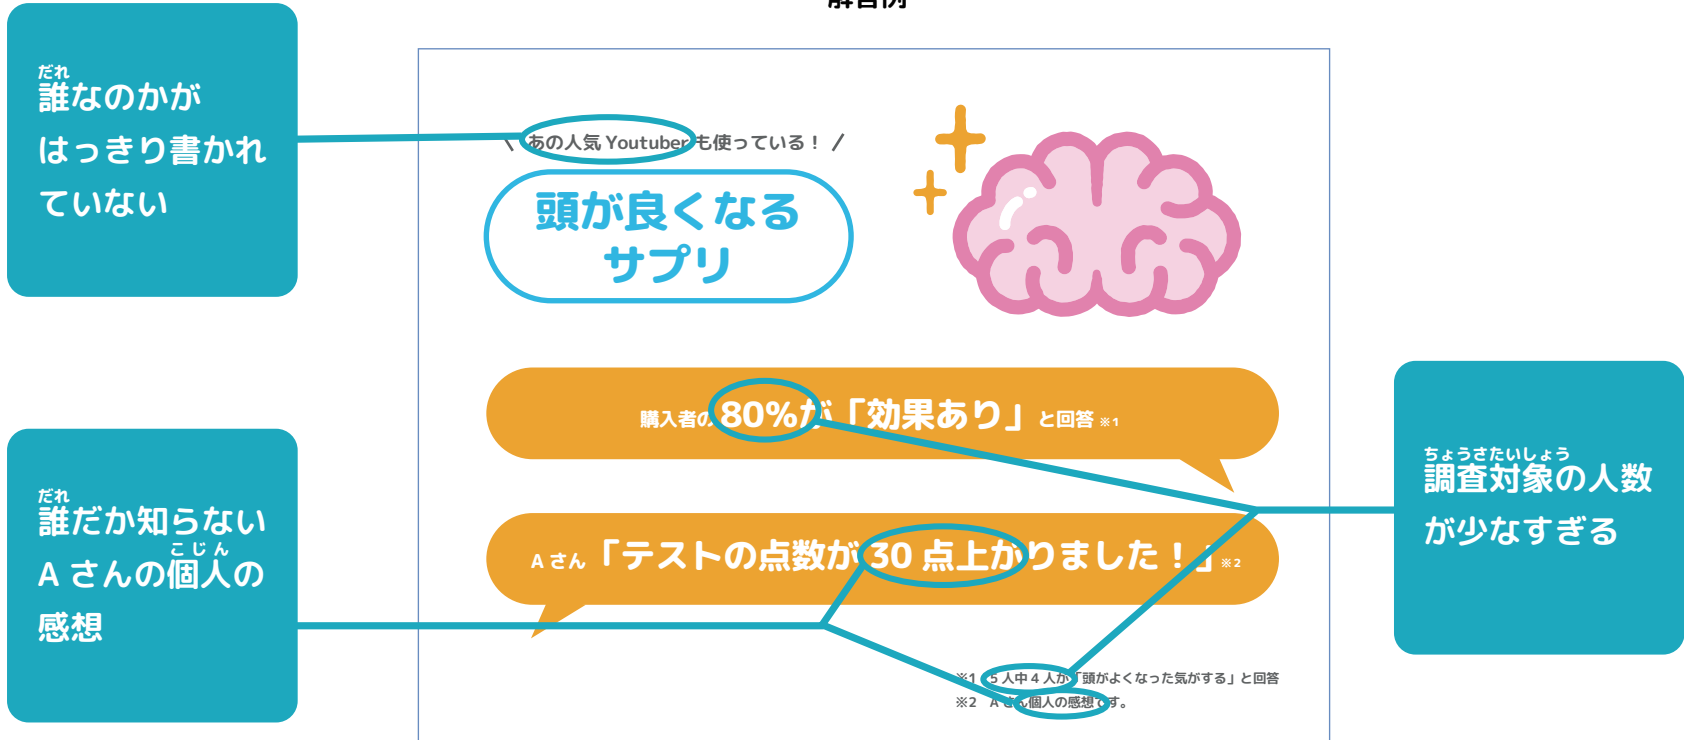 解答例
だれ
誰なのかが
はっきり書かれ
ていない
\ あの人気 Youtuber も使っている！ /
頭が良くなる
サプリ
購入者の 80%が「効果あり」と回答 ※1
A さん「テストの点数が 30 点上がりました！」※2
※1 5 人中 4 人が「頭がよくなった気がする」と回答
※2 A さん個人の感想です。
だれ
誰だか知らない
こじん
A さんの個人の
感想
ちょうさたいしょう
調査対象の人数
が少なすぎる